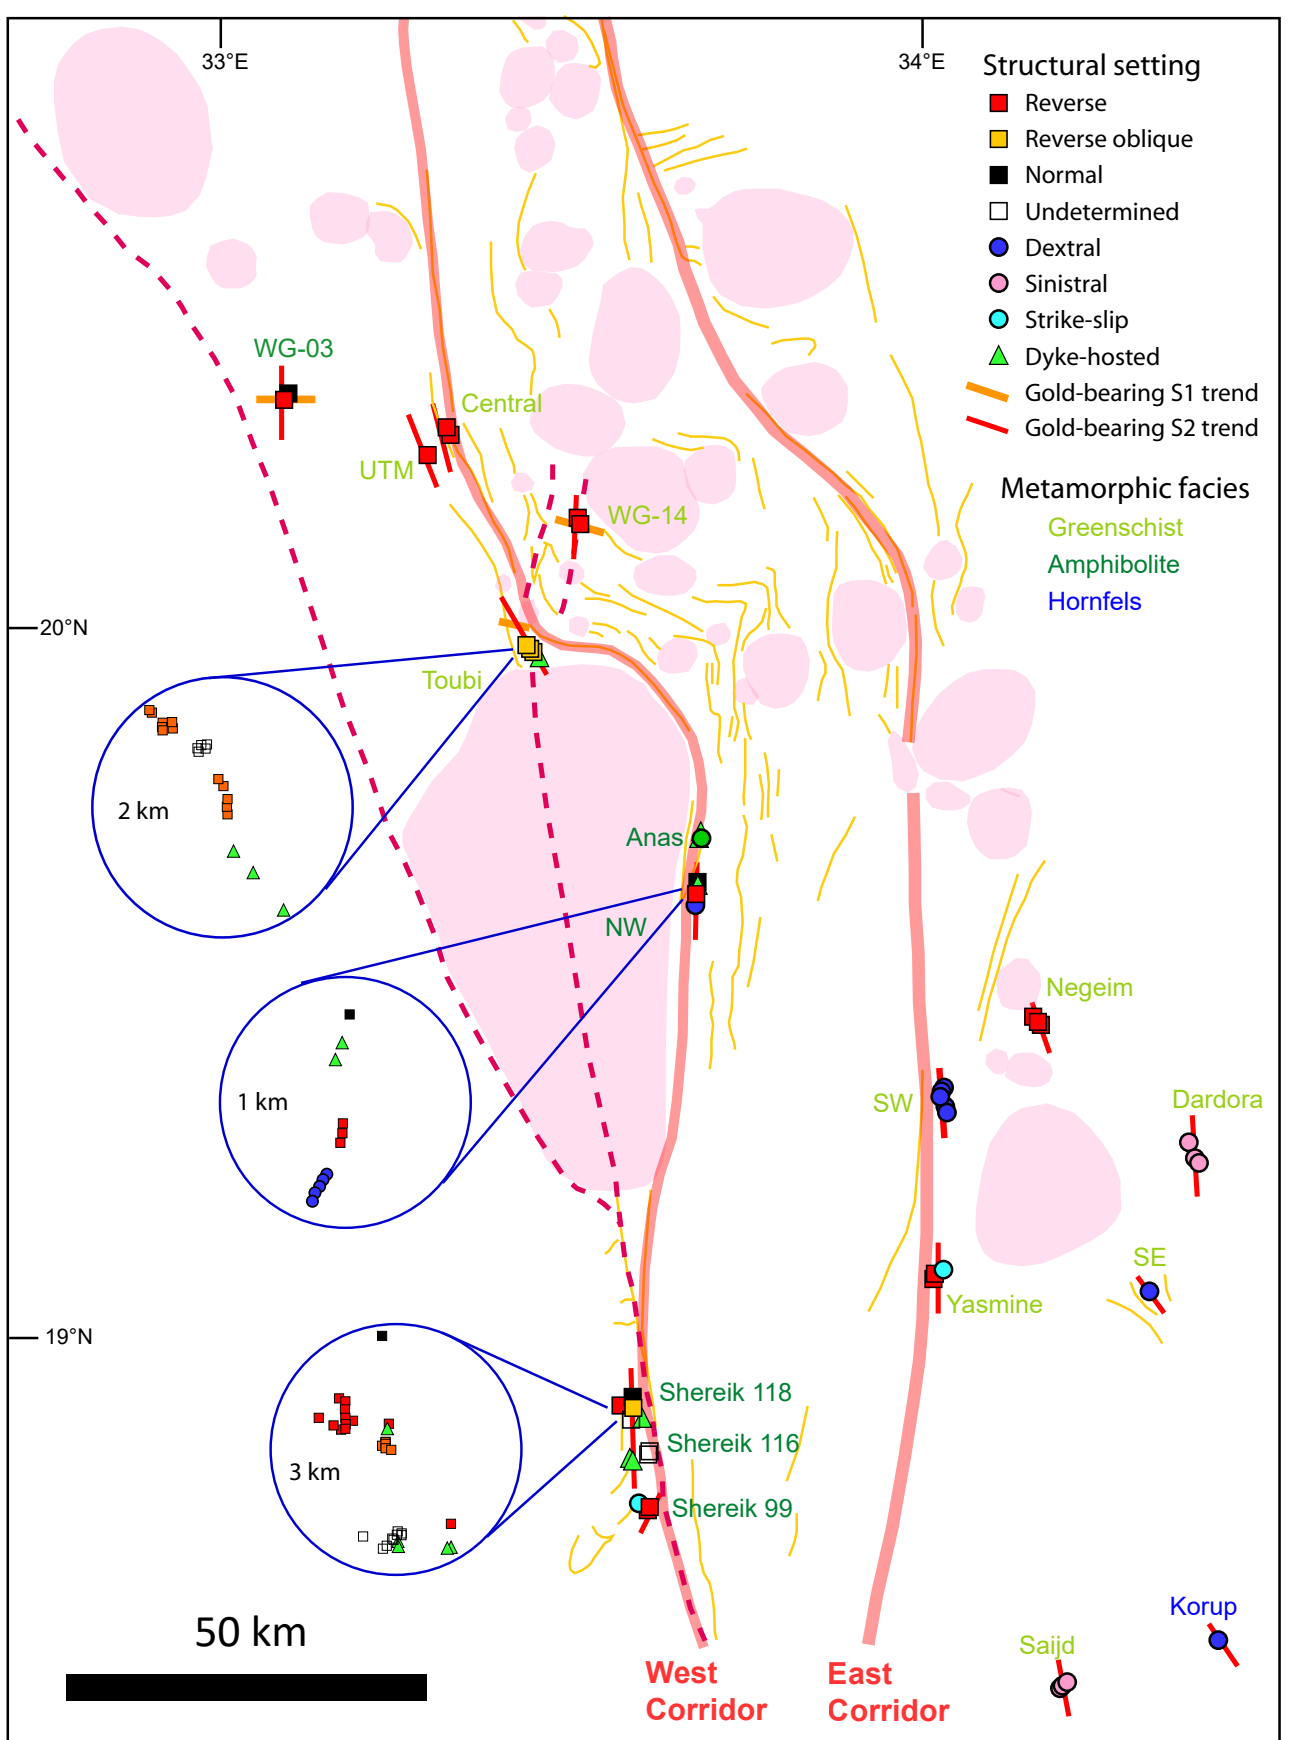 33°E
34°E
Structural setting
Reverse
Reverse oblique
Normal
Undetermined
Dextral
Sinistral
Strike-slip
Dyke-hosted
Gold-bearing S1 trend
Gold-bearing S2 trend
Metamorphic facies
Greenschist
Amphibolite
Hornfels
WG-03
Central
UTM
WG-14
20°N
Toubi
2 km
Anas
NW
Negeim
1 km
SW
Dardora
SE
Yasmine
19°N
Shereik 118
Shereik 116
3 km
Shereik 99
50 km
Korup
Saijd
West
Corridor
East
Corridor